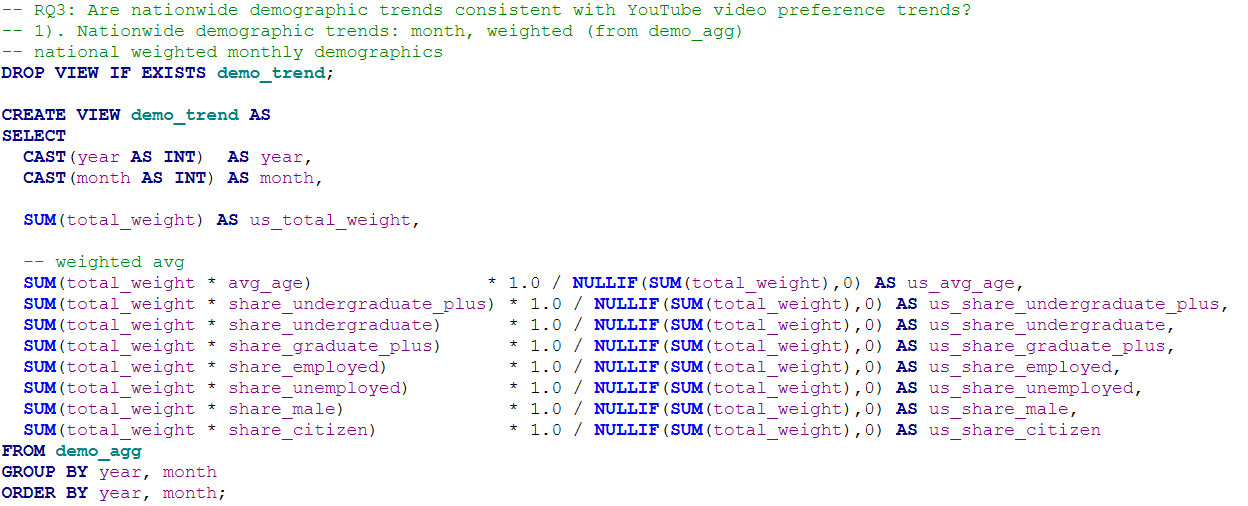 -- RQ3: Are nationwide demographic trends consistent with YouTube video preference trends?
-- 1). Nationwide demographic trends: month, weighted (from demo_agg)
-- national weighted monthly demographics
DROP VIEW IF EXISTS demo_trend;
CREATE VIEW demo_trend AS
SELECT
  CAST(year AS INT)  AS year,
  CAST(month AS INT) AS month,
  SUM(total_weight) AS us_total_weight,
  -- weighted avg
  SUM(total_weight * avg_age)                 * 1.0 / NULLIF(SUM(total_weight),0) AS us_avg_age,
  SUM(total_weight * share_undergraduate_plus) * 1.0 / NULLIF(SUM(total_weight),0) AS us_share_undergraduate_plus,
  SUM(total_weight * share_undergraduate)       * 1.0 / NULLIF(SUM(total_weight),0) AS us_share_undergraduate,
  SUM(total_weight * share_graduate_plus)       * 1.0 / NULLIF(SUM(total_weight),0) AS us_share_graduate_plus,
  SUM(total_weight * share_employed)            * 1.0 / NULLIF(SUM(total_weight),0) AS us_share_employed,
  SUM(total_weight * share_unemployed)          * 1.0 / NULLIF(SUM(total_weight),0) AS us_share_unemployed,
  SUM(total_weight * share_male)                * 1.0 / NULLIF(SUM(total_weight),0) AS us_share_male,
  SUM(total_weight * share_citizen)             * 1.0 / NULLIF(SUM(total_weight),0) AS us_share_citizen
FROM demo_agg
GROUP BY year, month
ORDER BY year, month;